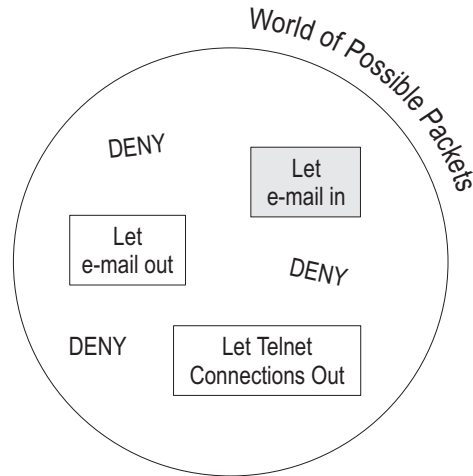 World of Possible Packets
DENY
Let
e-mail in
Let
e-mail out
DENY
DENY
Let Telnet
Connections Out